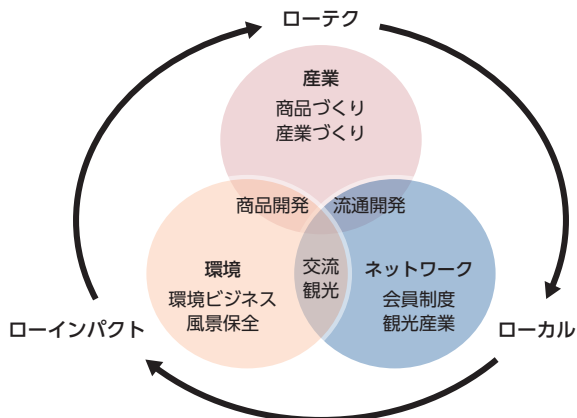 ローテク
産業
商品づくり
産業づくり
商品開発
流通開発
環境
環境ビジネス
風景保全
交流
観光
ネットワーク
会員制度
観光産業
ローインパクト
ローカル